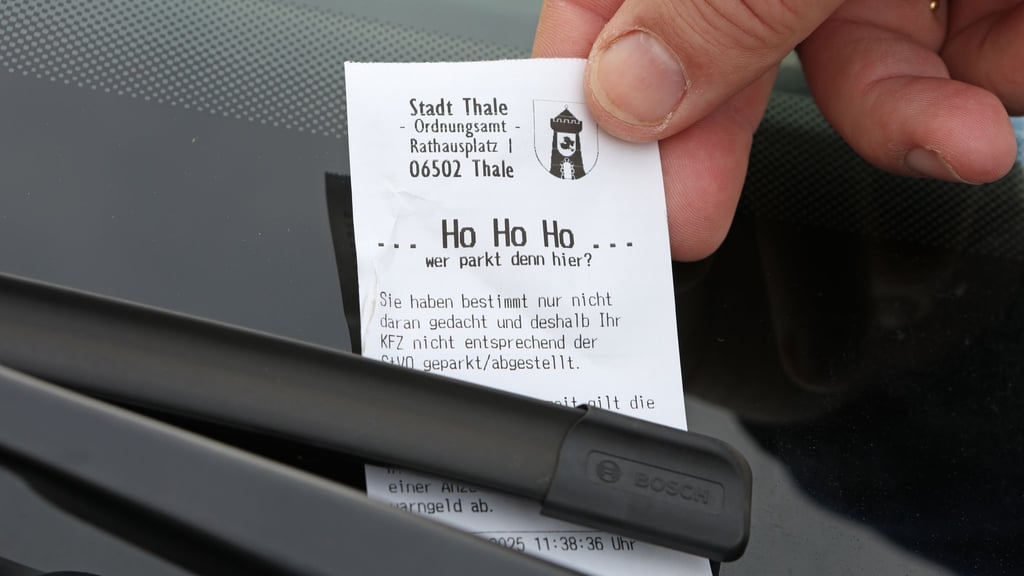 Stadt Thale
- Ordnungsamt -
Rathausplatz 1
06502 Thale
... Ho Ho Ho ...
wer parkt denn hier?
Sie haben bestimmt nur nicht
daran gedacht und deshalb Ihr
KFZ nicht entsprechend der
StVO geparkt/abgestellt.
gilt die
einer
warngeld ab.
2025 11:38:36 Uhr
BOSCH